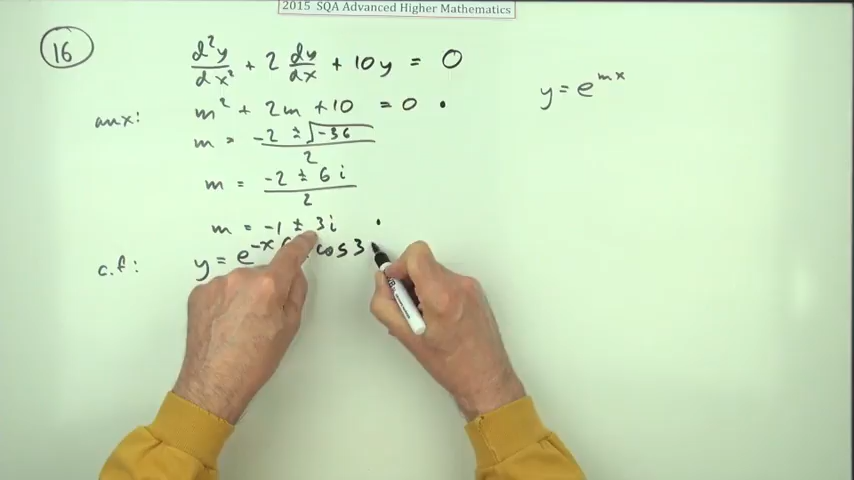 2015 SQA Advanced Higher Mathematics
16
d²y/dx² + 2 dy/dx + 10y = 0
y = e^mx
aux: m² + 2m + 10 = 0 .
m = (-2 ± √-36)/2
m = (-2 ± 6i)/2
m = -1 ± 3i .
c.f: y = e^-x cos 3